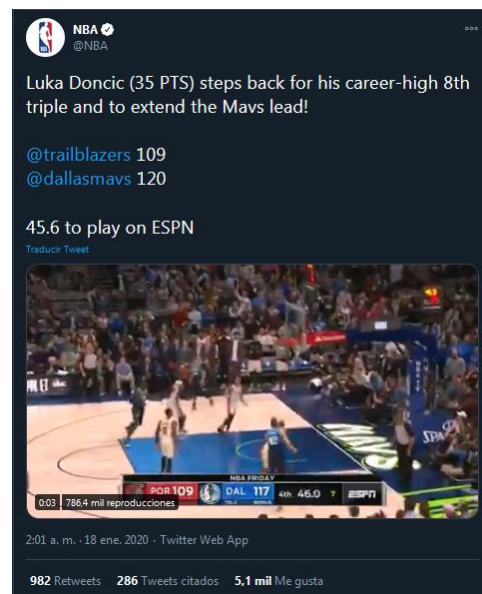 NBA
@NBA
Luka Doncic (35 PTS) steps back for his career-high 8th
triple and to extend the Mavs lead!
@trailblazers 109
@dallasmavs 120
45.6 to play on ESPN
Traducir Tweet
MAVS
NBA FRIDAY
POR 109 DAL 117 4th 46.0 7 ESPN
BONUS
0:03 786,4 mil reproducciones
2:01 a. m. · 18 ene. 2020 · Twitter Web App
982 Retweets 286 Tweets citados 5,1 mil Me gusta